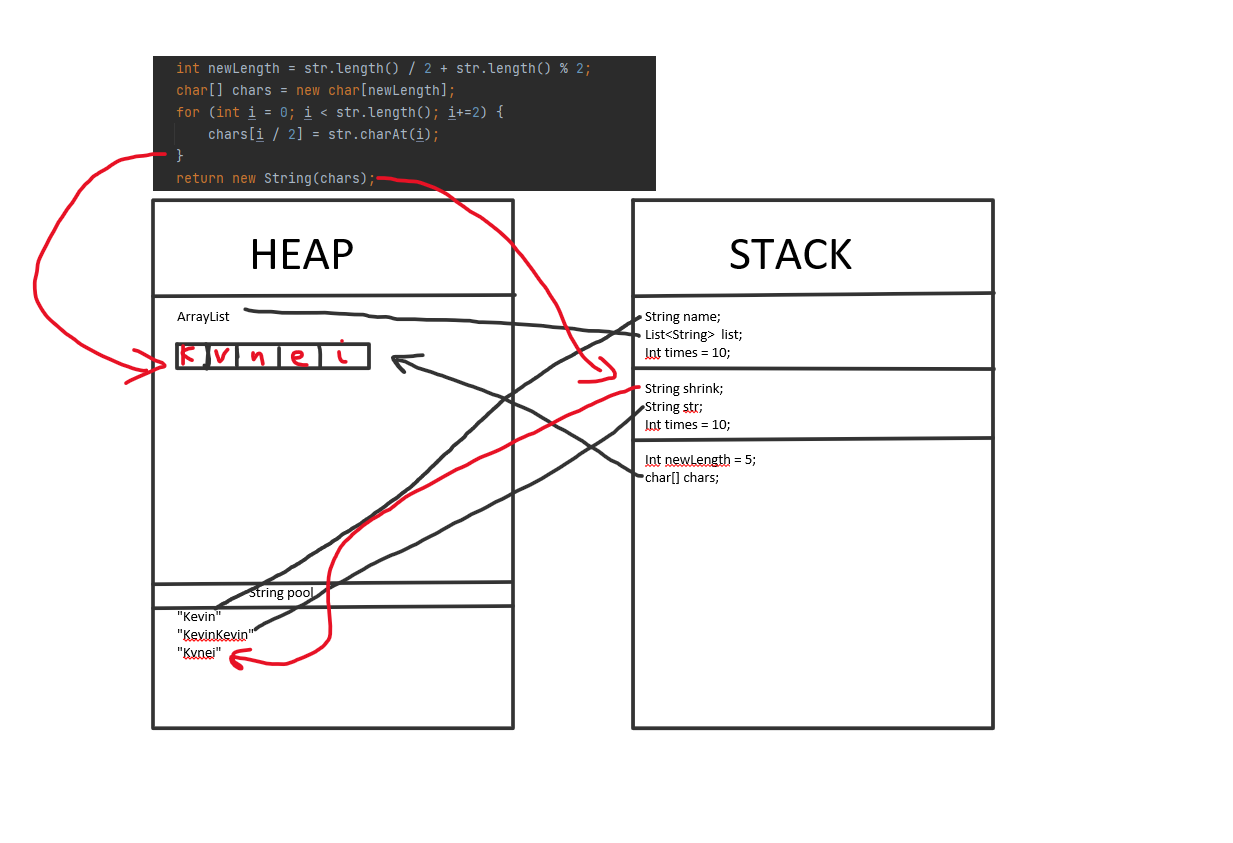 int newLength = str.length() / 2 + str.length() % 2;
char[] chars = new char[newLength];
for (int i = 0; i < str.length(); i+=2) {
chars[i / 2] = str.charAt(i);
}
return new String(chars);
HEAP
ArrayList
K v n e i
String pool
"Kevin"
"KevinKevin"
"Kvnei"
STACK
String name;
List<String> list;
Int times = 10;
String shrink;
String str;
Int times = 10;
Int newLength = 5;
char[] chars;